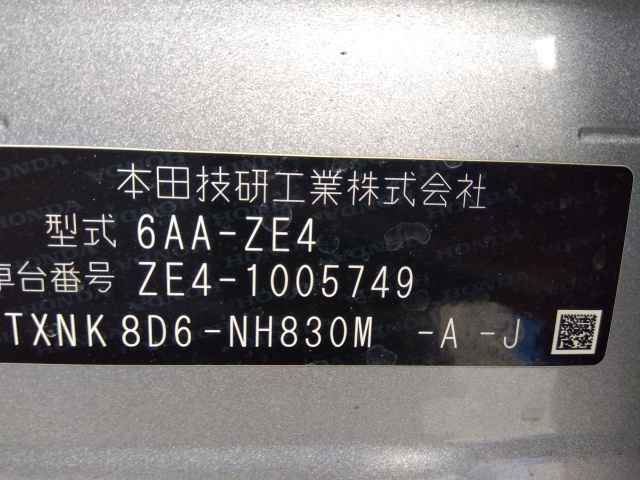 本田技研工業株式会社
型式 6AA-ZE4
車台番号 ZE4-1005749
TXNK 8D6-NH830M -A -J